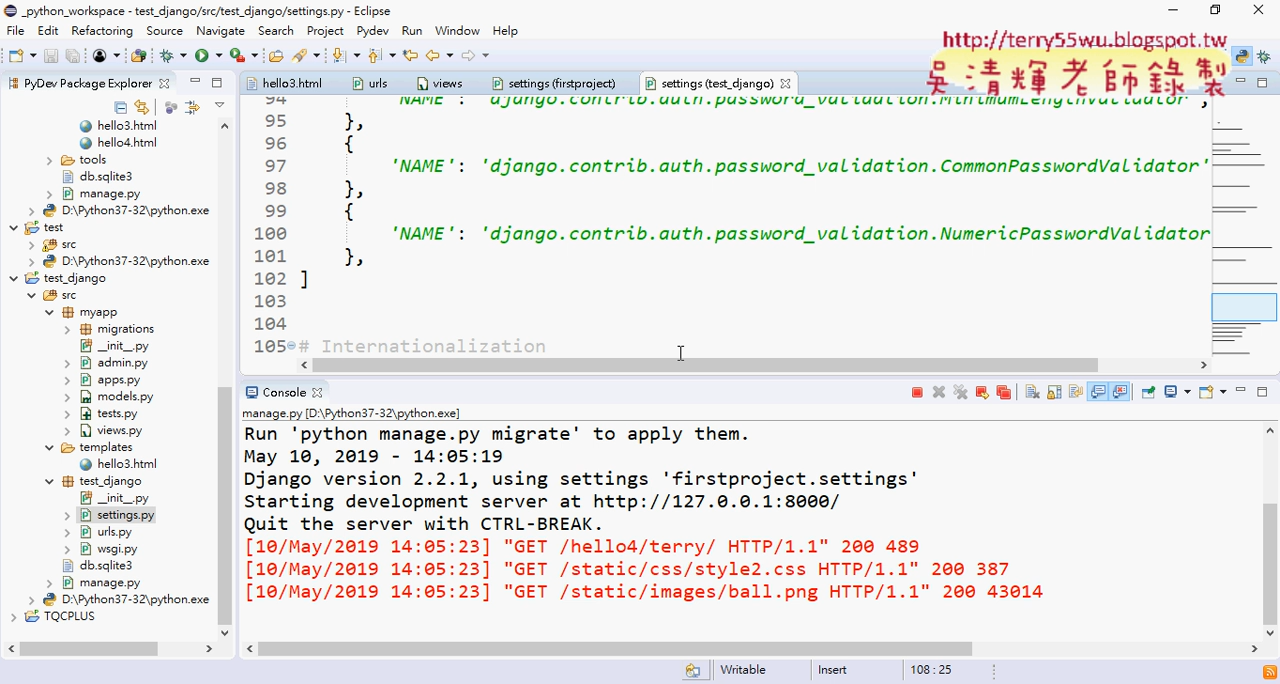 _python_workspace - test_django/src/test_django/settings.py - Eclipse
File Edit Refactoring Source Navigate Search Project Pydev Run Window Help
http://terry55wu.blogspot.tw
吳清輝老師錄製
PyDev Package Explorer
hello3.html
hello4.html
tools
db.sqlite3
manage.py
D:\Python37-32\python.exe
test
src
D:\Python37-32\python.exe
test_django
src
myapp
migrations
__init__.py
admin.py
apps.py
models.py
tests.py
views.py
templates
hello3.html
test_django
__init__.py
settings.py
urls.py
wsgi.py
db.sqlite3
manage.py
D:\Python37-32\python.exe
TQCPLUS
hello3.html urls views settings (firstproject) settings (test_django)
94 'NAME': 'django.contrib.auth.password_validation.MinimumLengthValidator',
95 },
96 {
97 'NAME': 'django.contrib.auth.password_validation.CommonPasswordValidator'
98 },
99 {
100 'NAME': 'django.contrib.auth.password_validation.NumericPasswordValidator
101 },
102 ]
103
104
105 # Internationalization
Console
manage.py [D:\Python37-32\python.exe]
Run 'python manage.py migrate' to apply them.
May 10, 2019 - 14:05:19
Django version 2.2.1, using settings 'firstproject.settings'
Starting development server at http://127.0.0.1:8000/
Quit the server with CTRL-BREAK.
[10/May/2019 14:05:23] "GET /hello4/terry/ HTTP/1.1" 200 489
[10/May/2019 14:05:23] "GET /static/css/style2.css HTTP/1.1" 200 387
[10/May/2019 14:05:23] "GET /static/images/ball.png HTTP/1.1" 200 43014
Writable Insert 108 : 25